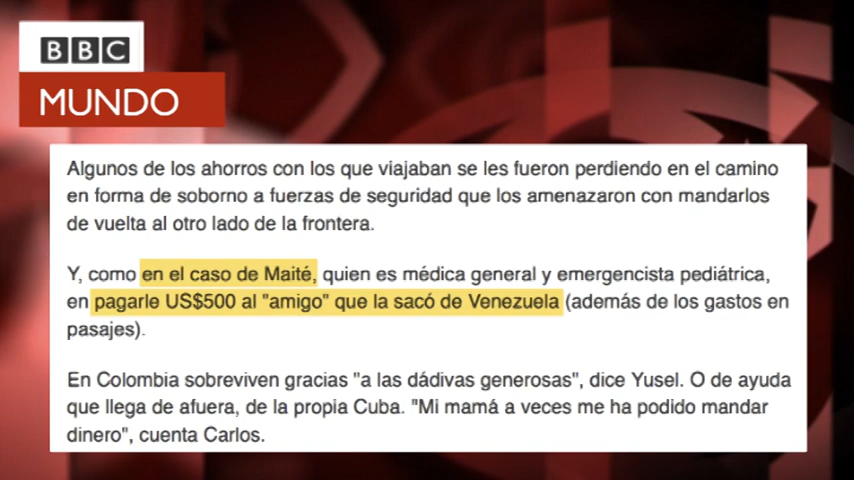 BBC
MUNDO
Algunos de los ahorros con los que viajaban se les fueron perdiendo en el camino
en forma de soborno a fuerzas de seguridad que los amenazaron con mandarlos
de vuelta al otro lado de la frontera.
Y, como en el caso de Maité, quien es médica general y emergencista pediátrica,
en pagarle US$500 al "amigo" que la sacó de Venezuela (además de los gastos en
pasajes).
En Colombia sobreviven gracias "a las dádivas generosas", dice Yusel. O de ayuda
que llega de afuera, de la propia Cuba. "Mi mamá a veces me ha podido mandar
dinero", cuenta Carlos.